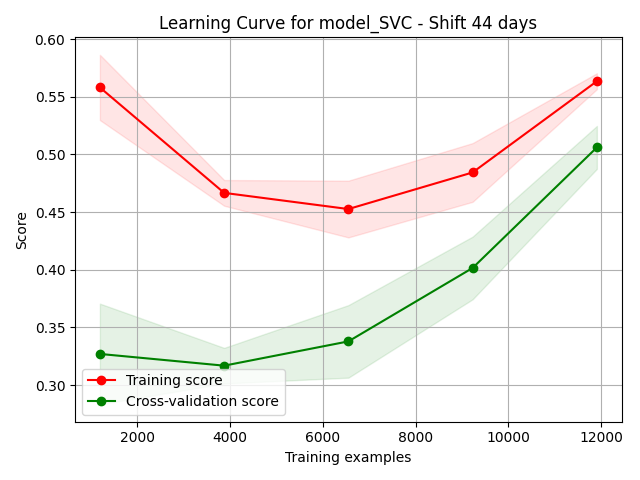 Learning Curve for model_SVC - Shift 44 days
0.60
0.55
0.50
0.45
0.40
0.35
0.30
Score
Training score
Cross-validation score
2000
4000
6000
8000
10000
12000
Training examples